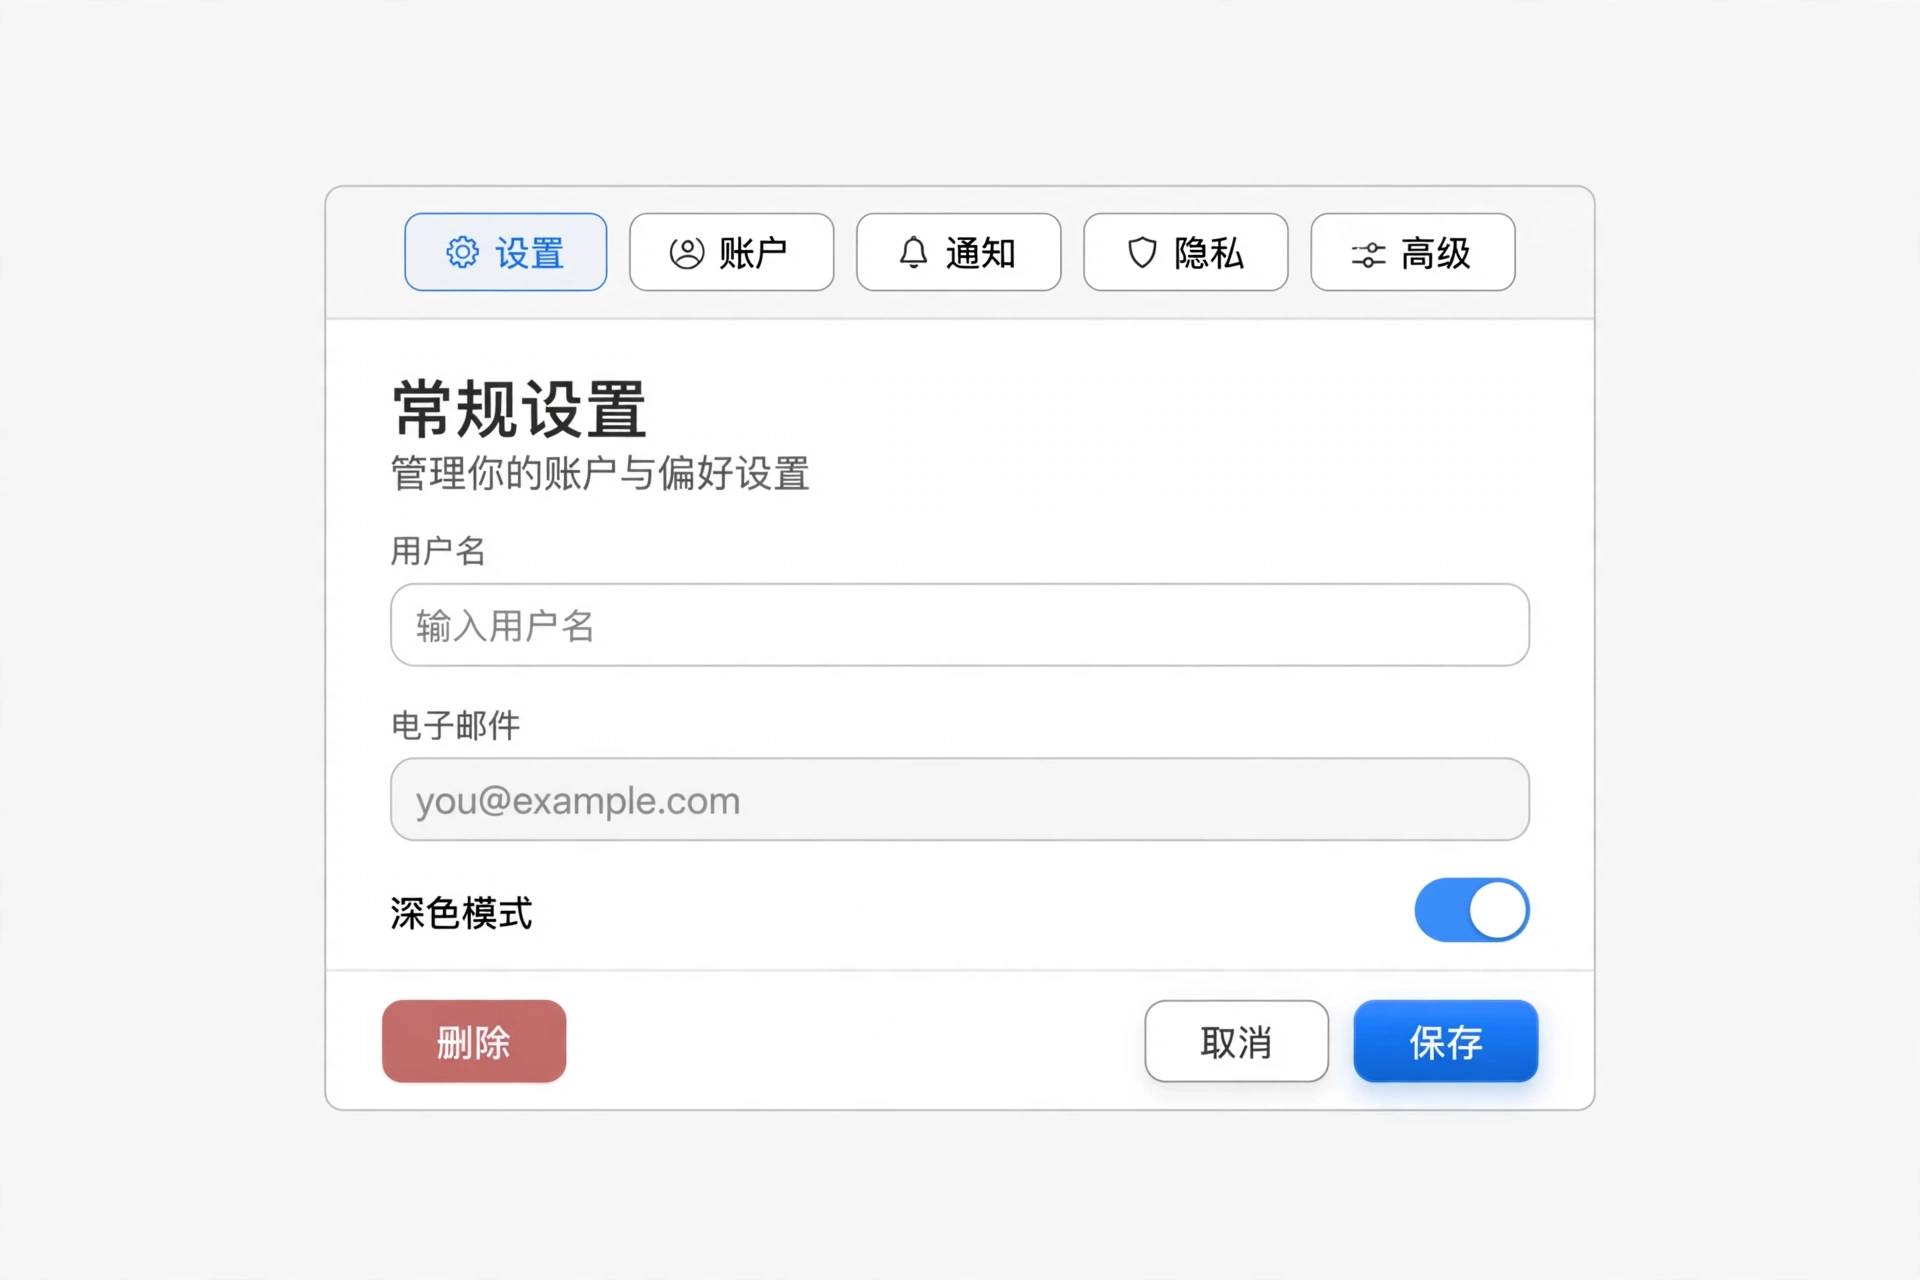 设置 账户 通知 隐私 高级
常规设置
管理你的账户与偏好设置
用户名
输入用户名
电子邮件
you@example.com
深色模式
删除 取消 保存